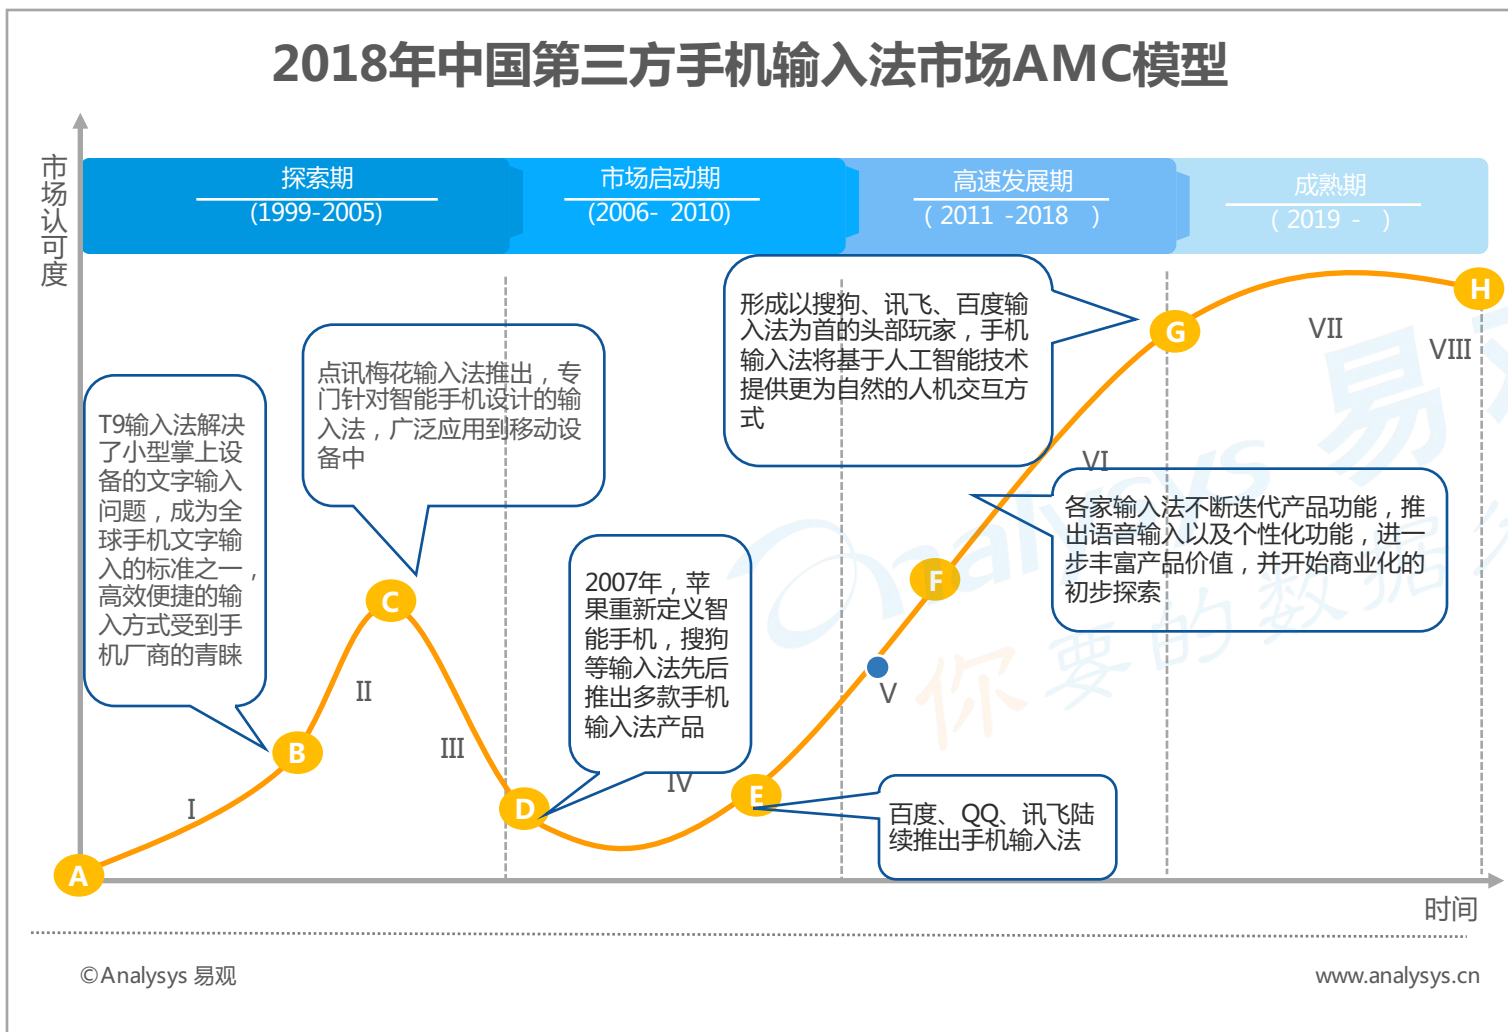 2018年中国第三方手机输入法市场AMC模型
市场认可度
探索期
(1999-2005)
市场启动期
(2006- 2010)
高速发展期
( 2011 -2018 )
成熟期
( 2019 - )
T9输入法解决
了小型掌上设
备的文字输入
问题，成为全
球手机文字输
入的标准之一，
高效便捷的输
入方式受到手
机厂商的青睐
点讯梅花输入法推出，专
门针对智能手机设计的输
入法，广泛应用到移动设
备中
2007年，苹
果重新定义智
能手机，搜狗
等输入法先后
推出多款手机
输入法产品
形成以搜狗、讯飞、百度输
入法为首的头部玩家，手机
输入法将基于人工智能技术
提供更为自然的人机交互方
式
各家输入法不断迭代产品功能，推
出语音输入以及个性化功能，进一
步丰富产品价值，并开始商业化的
初步探索
百度、QQ、讯飞陆
续推出手机输入法
A
B
C
D
E
F
G
H
I
II
III
IV
V
VI
VII
VIII
Analysys 易观
你要的数据
时间
©Analysys 易观
www.analysys.cn